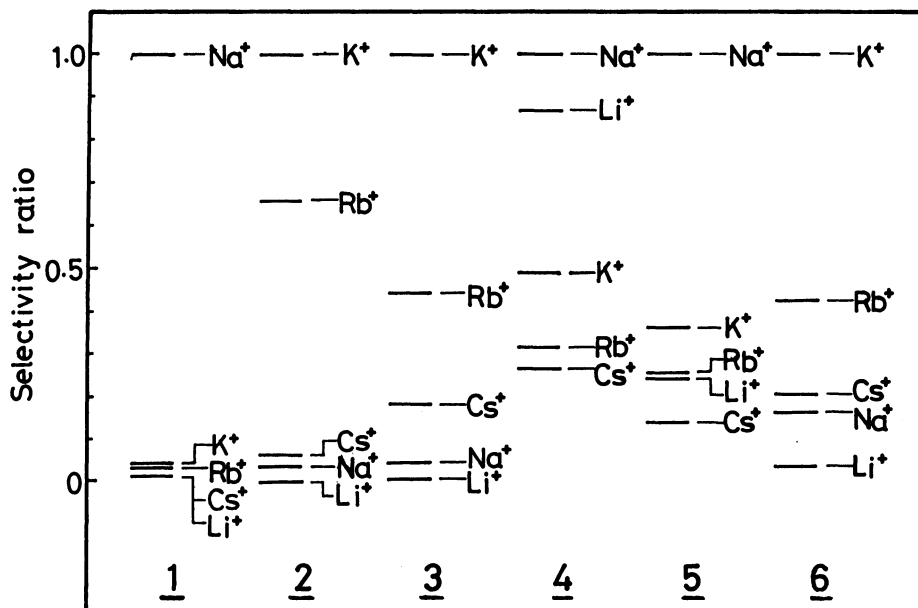 Selectivity ratio
1.0
0.5
0
Na⁺
K⁺
Rb⁺
Cs⁺
Li⁺
K⁺
Rb⁺
Cs⁺
Na⁺
Li⁺
K⁺
Rb⁺
Cs⁺
Na⁺
Li⁺
Na⁺
Li⁺
K⁺
Rb⁺
Cs⁺
Na⁺
K⁺
Rb⁺
Li⁺
Cs⁺
K⁺
Rb⁺
Cs⁺
Na⁺
Li⁺
1 2 3 4 5 6